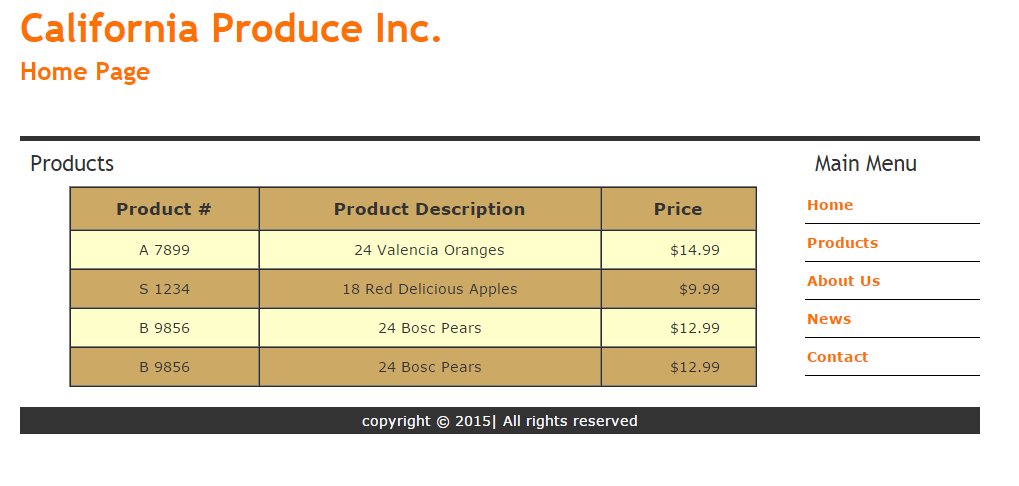 California Produce Inc.
Home Page
Products
Product # Product Description Price
A 7899 24 Valencia Oranges $14.99
S 1234 18 Red Delicious Apples $9.99
B 9856 24 Bosc Pears $12.99
B 9856 24 Bosc Pears $12.99
Main Menu
Home
Products
About Us
News
Contact
copyright © 2015| All rights reserved